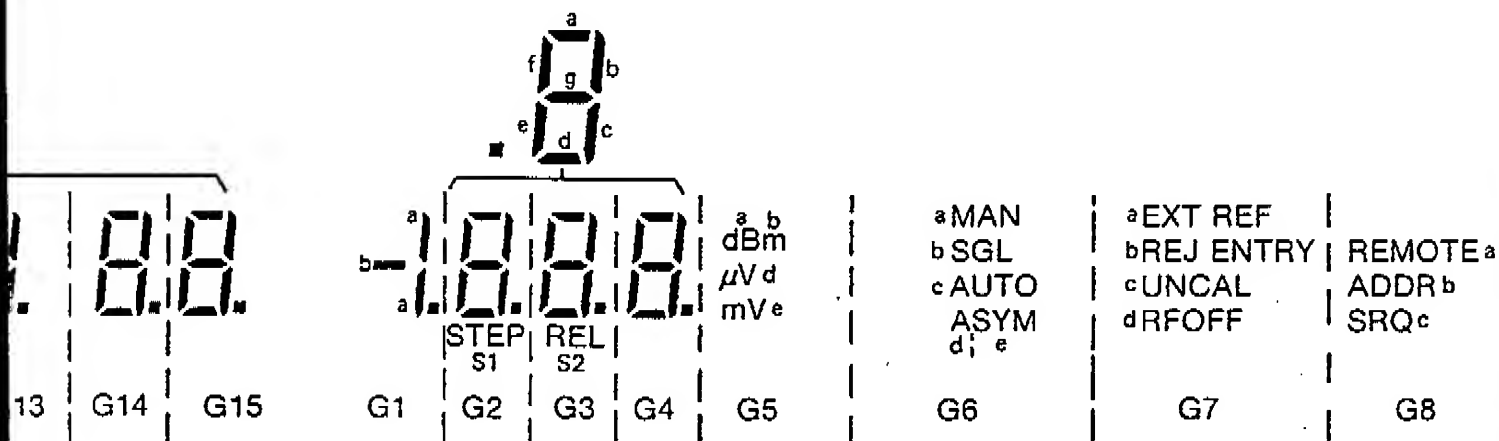 a
f b
g
e c
d
a a b a MAN a EXT REF
b dBm b SGL b REJ ENTRY REMOTE a
μV d c AUTO c UNCAL ADDR b
a mV e ASYM d RFOFF SRQ c
STEP REL d e
S1 S2
13 G14 G15 G1 G2 G3 G4 G5 G6 G7 G8